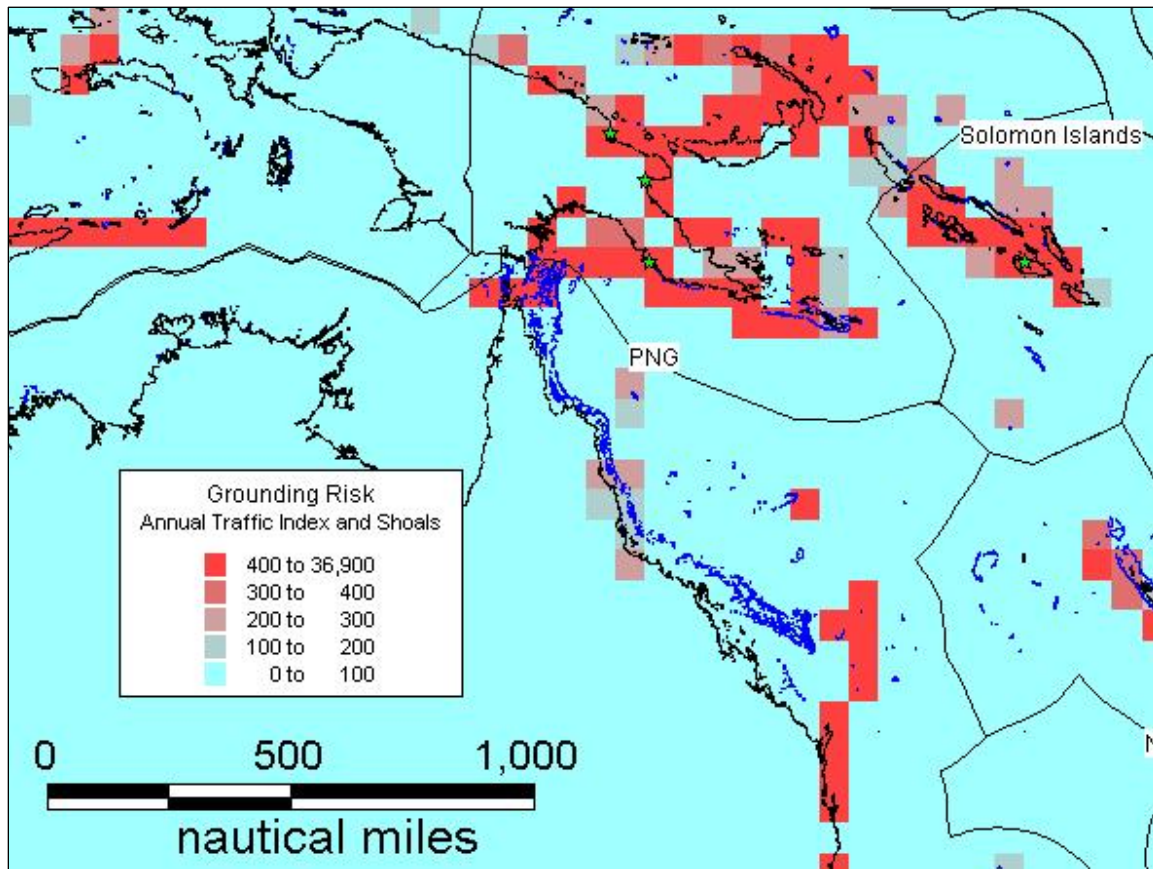 Solomon Islands
PNG
Grounding Risk
Annual Traffic Index and Shoals
400 to 36,900
300 to 400
200 to 300
100 to 200
0 to 100
0 500 1,000
nautical miles
N